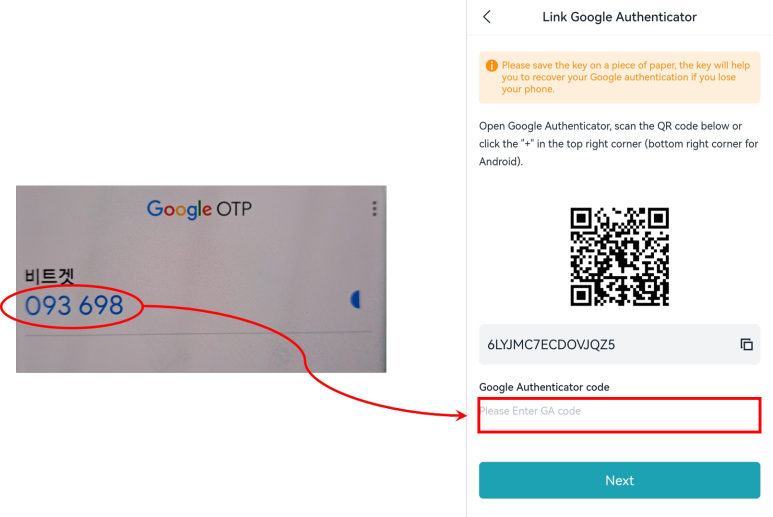 Google OTP
비트겟
093 698
Link Google Authenticator
Please save the key on a piece of paper, the key will help
you to recover your Google authentication if you lose
your phone.
Open Google Authenticator, scan the QR code below or
click the "+" in the top right corner (bottom right corner for
Android).
6LYJMC7ECDOVJQZ5
Google Authenticator code
Please Enter GA code
Next